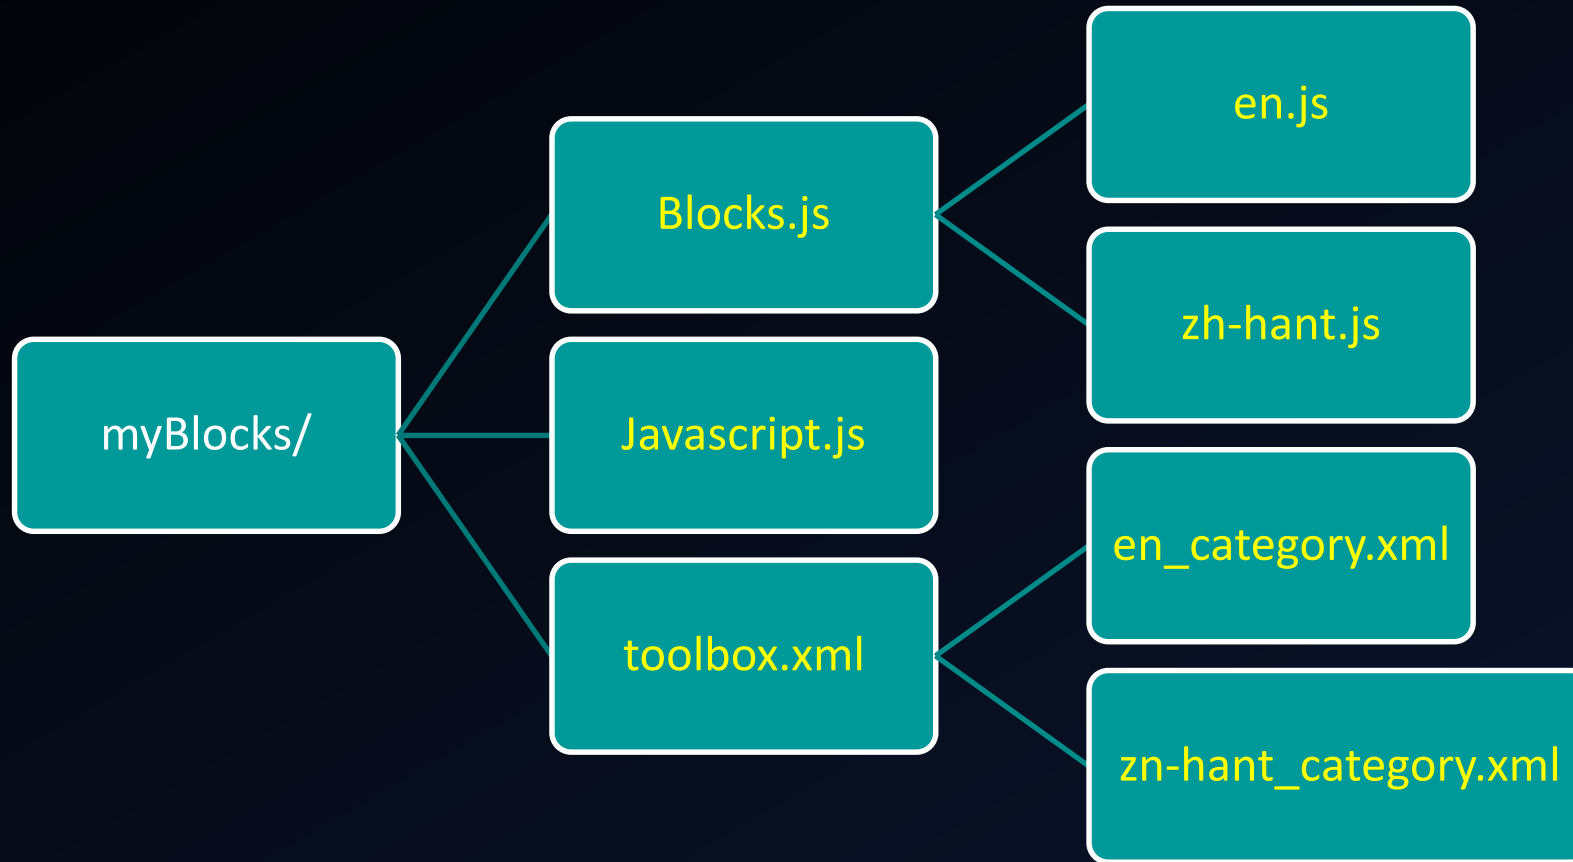 myBlocks/
Blocks.js
en.js
zh-hant.js
Javascript.js
toolbox.xml
en_category.xml
zn-hant_category.xml